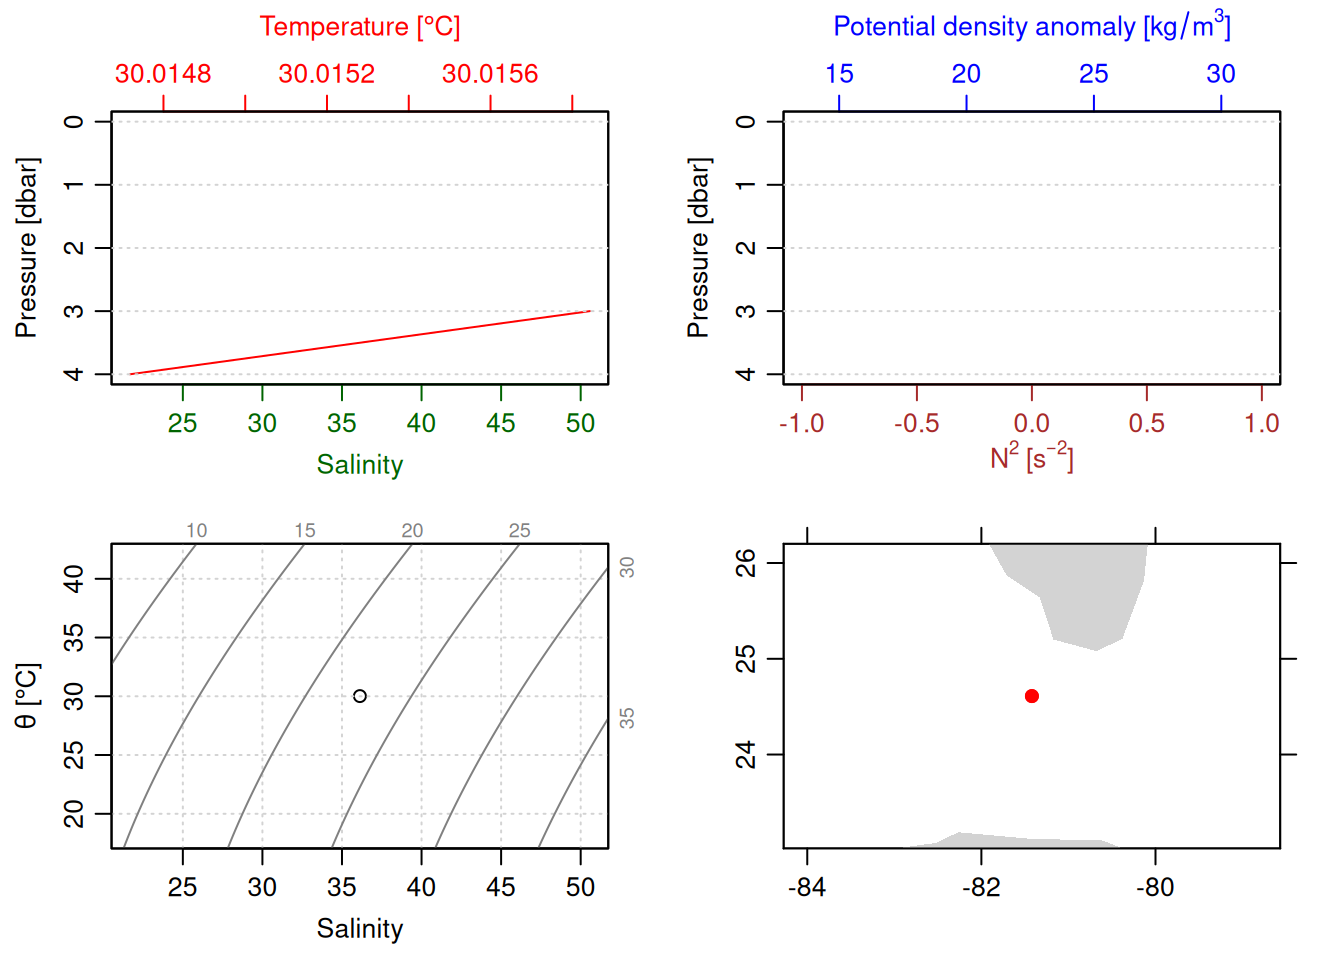 Temperature [°C]
30.0148 30.0152 30.0156
0
1
2
3
4
Pressure [dbar]
25 30 35 40 45 50
Salinity
Potential density anomaly [kg/m³]
15 20 25 30
0
1
2
3
4
Pressure [dbar]
-1.0 -0.5 0.0 0.5 1.0
N² [s⁻²]
10 15 20 25
30
35
40
35
30
25
20
θ [°C]
25 30 35 40 45 50
Salinity
26
25
24
-84 -82 -80